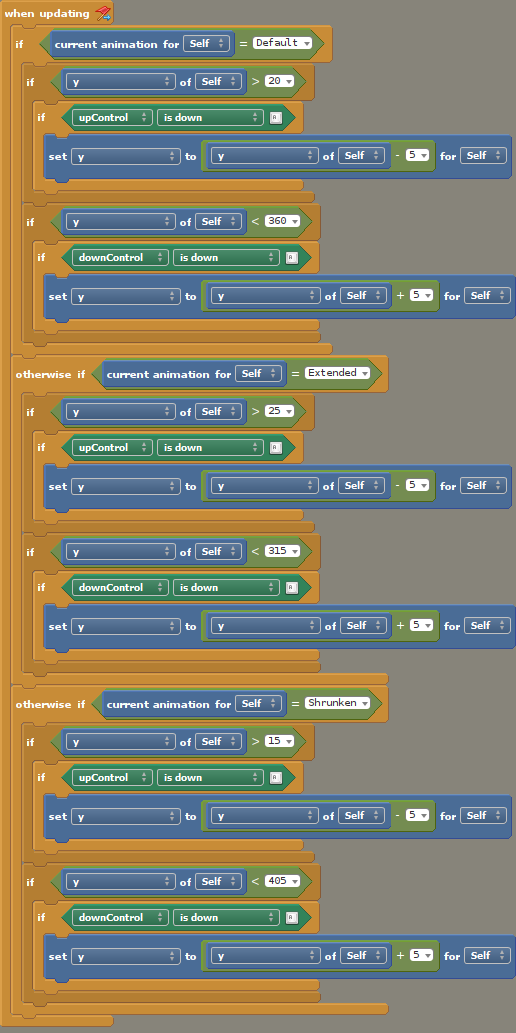 when updating
if current animation for Self = Default
if y of Self > 20
if upControl is down
set y to y of Self - 5 for Self
if y of Self < 360
if downControl is down
set y to y of Self + 5 for Self
otherwise if current animation for Self = Extended
if y of Self > 25
if upControl is down
set y to y of Self - 5 for Self
if y of Self < 315
if downControl is down
set y to y of Self + 5 for Self
otherwise if current animation for Self = Shrunken
if y of Self > 15
if upControl is down
set y to y of Self - 5 for Self
if y of Self < 405
if downControl is down
set y to y of Self + 5 for Self